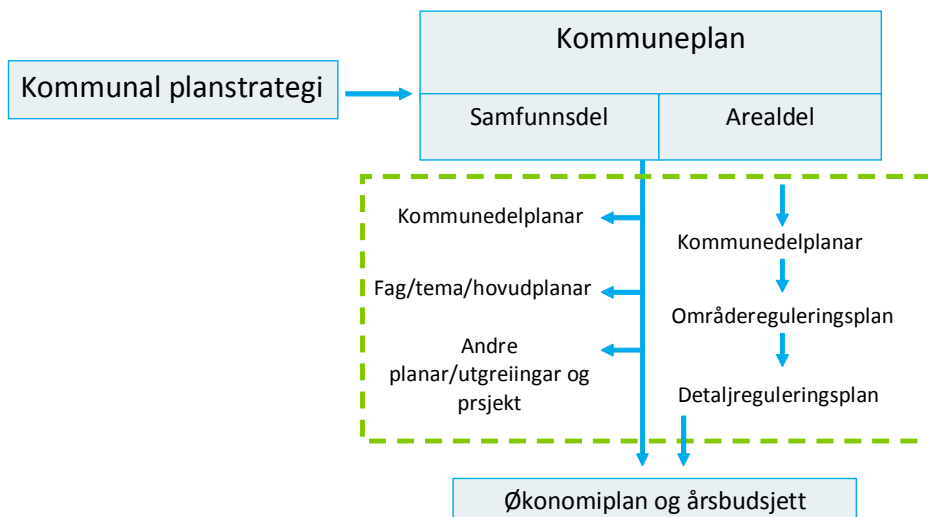 Kommuneplan
Kommunal planstrategi
Samfunnsdel
Arealdel
Kommunedelplanar
Fag/tema/hovudplanar
Andre
planar/utgreiingar og
prsjekt
Kommunedelplanar
Områdereguleringsplan
Detaljreguleringsplan
Økonomiplan og årsbudsjett